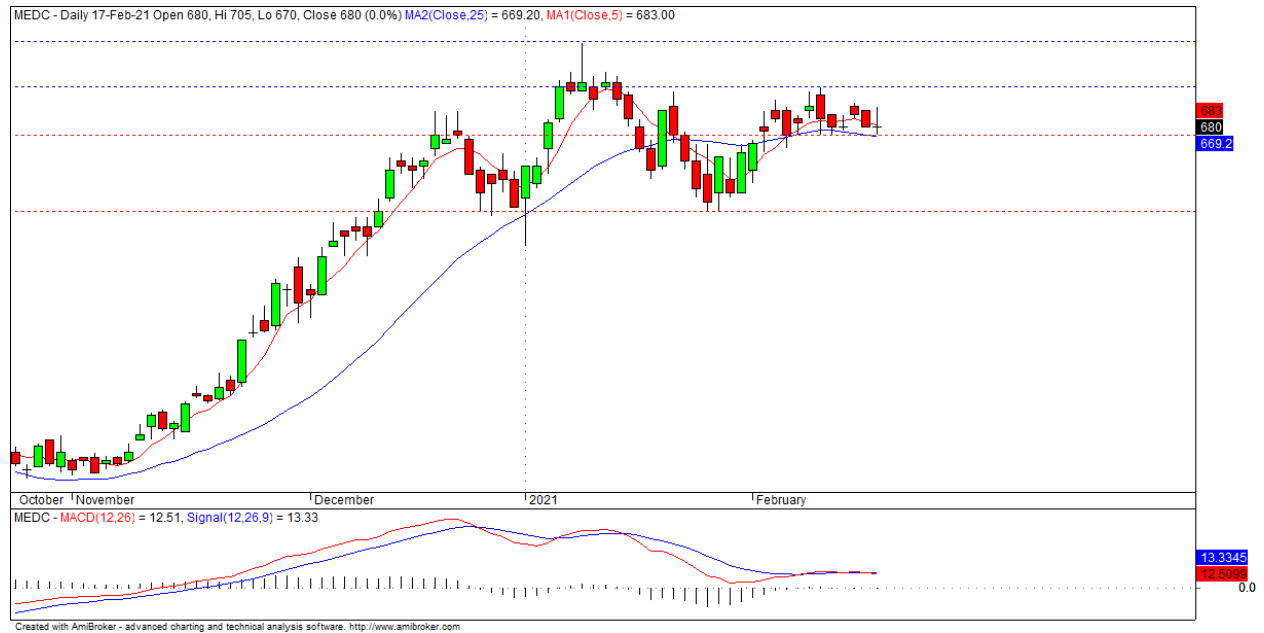 MEDC - Daily 17-Feb-21 Open 680, Hi 705, Lo 670, Close 680 (0.0%) MA2(Close,25) = 669.20, MA1(Close,5) = 683.00
683
680
669.2
October November December 2021 February
MEDC - MACD(12,26) = 12.51, Signal(12,26,9) = 13.33
13.3345
12.5099
0.0
Created with AmiBroker - advanced charting and technical analysis software. http://www.amibroker.com